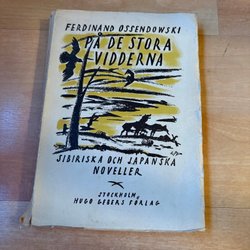 FERDINAND OSSENDOWSKI
PÅ DE STORA
VIDDERNA
SIBIRISKA OCH JAPANSKA
NOVELLER
STOCKHOLM
HUGO GEBERS FÖRLAG